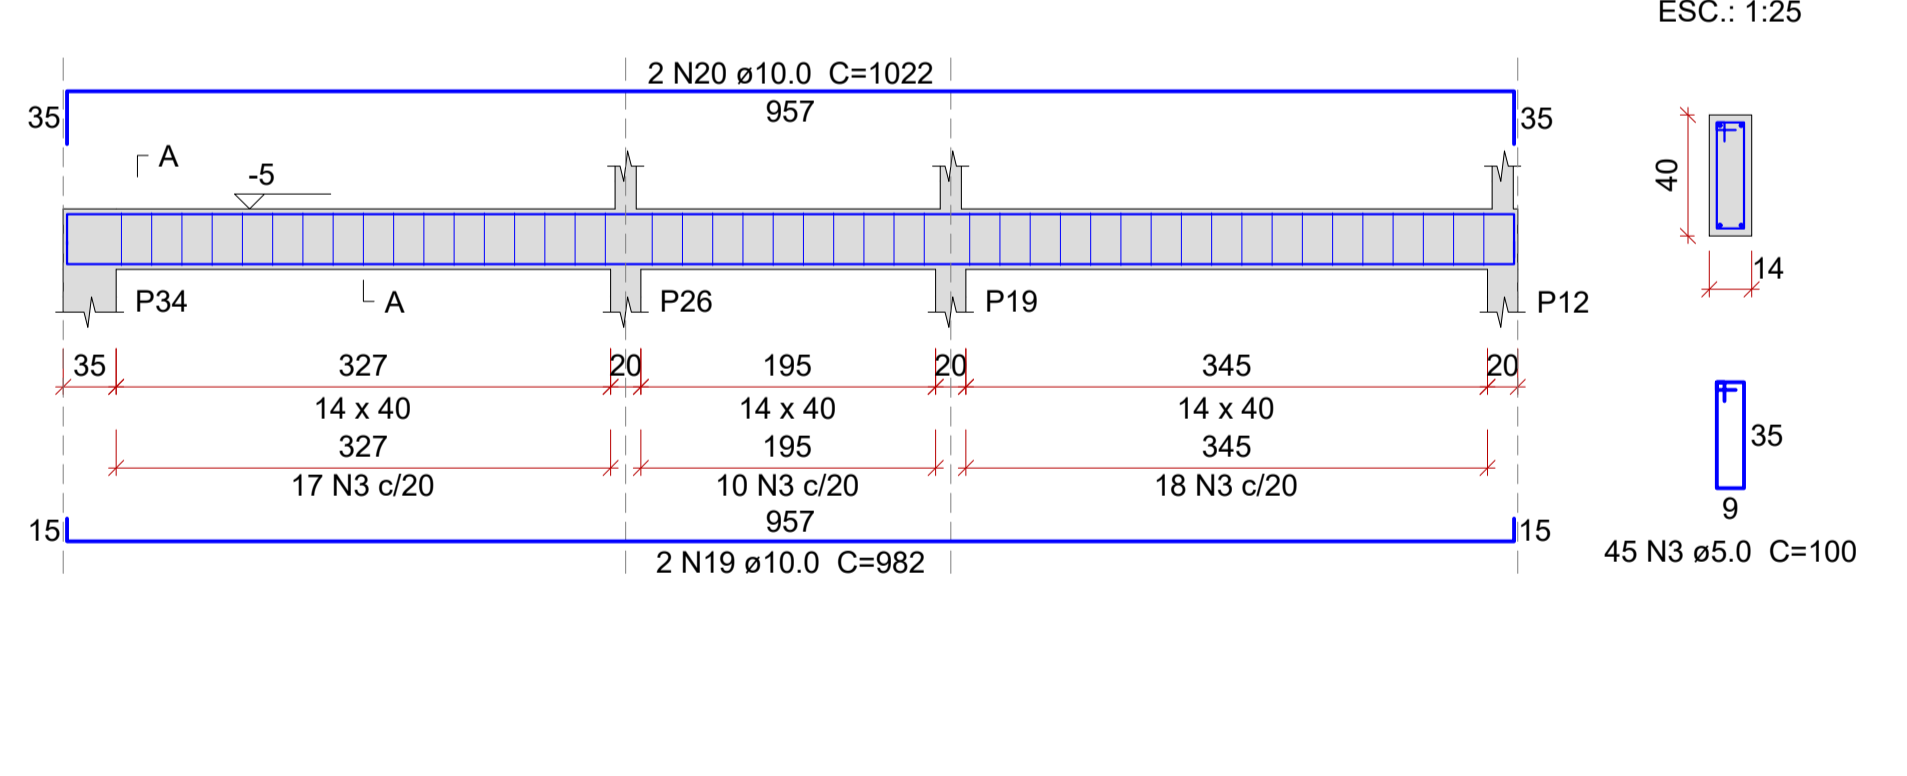 ESC.: 1:25
2 N20 ø10.0 C=1022
957
35
35
A
-5
40
14
P34
A
P26
P19
P12
35
327
20
195
20
345
20
14 x 40
14 x 40
14 x 40
327
195
345
17 N3 c/20
10 N3 c/20
18 N3 c/20
35
9
957
15
15
2 N19 ø10.0 C=982
45 N3 ø5.0 C=100